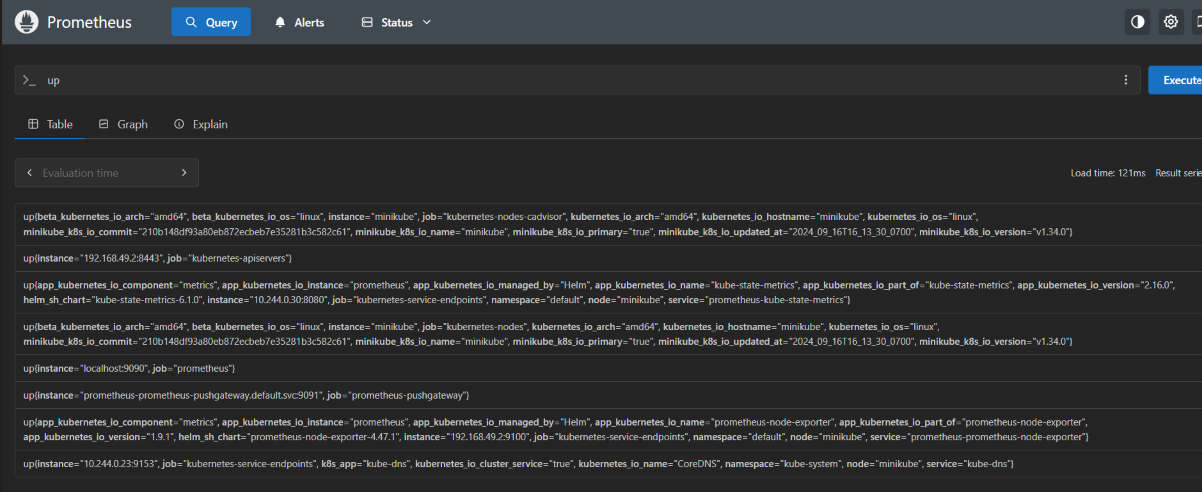 Prometheus Query Alerts Status
>_ up Execute
Table Graph Explain
Evaluation time Load time: 121ms Result serie
up{beta_kubernetes_io_arch="amd64", beta_kubernetes_io_os="linux", instance="minikube", job="kubernetes-nodes-cadvisor", kubernetes_io_arch="amd64", kubernetes_io_hostname="minikube", kubernetes_io_os="linux",
minikube_k8s_io_commit="210b148df93a80eb872ecbeb7e35281b3c582c61", minikube_k8s_io_name="minikube", minikube_k8s_io_primary="true", minikube_k8s_io_updated_at="2024_09_16T16_13_30_0700", minikube_k8s_io_version="v1.34.0"}
up{instance="192.168.49.2:8443", job="kubernetes-apiservers"}
up{app_kubernetes_io_component="metrics", app_kubernetes_io_instance="prometheus", app_kubernetes_io_managed_by="Helm", app_kubernetes_io_name="kube-state-metrics", app_kubernetes_io_part_of="kube-state-metrics", app_kubernetes_io_version="2.16.0",
helm_sh_chart="kube-state-metrics-6.1.0", instance="10.244.0.30:8080", job="kubernetes-service-endpoints", namespace="default", node="minikube", service="prometheus-kube-state-metrics"}
up{beta_kubernetes_io_arch="amd64", beta_kubernetes_io_os="linux", instance="minikube", job="kubernetes-nodes", kubernetes_io_arch="amd64", kubernetes_io_hostname="minikube", kubernetes_io_os="linux",
minikube_k8s_io_commit="210b148df93a80eb872ecbeb7e35281b3c582c61", minikube_k8s_io_name="minikube", minikube_k8s_io_primary="true", minikube_k8s_io_updated_at="2024_09_16T16_13_30_0700", minikube_k8s_io_version="v1.34.0"}
up{instance="localhost:9090", job="prometheus"}
up{instance="prometheus-prometheus-pushgateway.default.svc:9091", job="prometheus-pushgateway"}
up{app_kubernetes_io_component="metrics", app_kubernetes_io_instance="prometheus", app_kubernetes_io_managed_by="Helm", app_kubernetes_io_name="prometheus-node-exporter", app_kubernetes_io_part_of="prometheus-node-exporter",
app_kubernetes_io_version="1.9.1", helm_sh_chart="prometheus-node-exporter-4.47.1", instance="192.168.49.2:9100", job="kubernetes-service-endpoints", namespace="default", node="minikube", service="prometheus-prometheus-node-exporter"}
up{instance="10.244.0.23:9153", job="kubernetes-service-endpoints", k8s_app="kube-dns", kubernetes_io_cluster_service="true", kubernetes_io_name="CoreDNS", namespace="kube-system", node="minikube", service="kube-dns"}